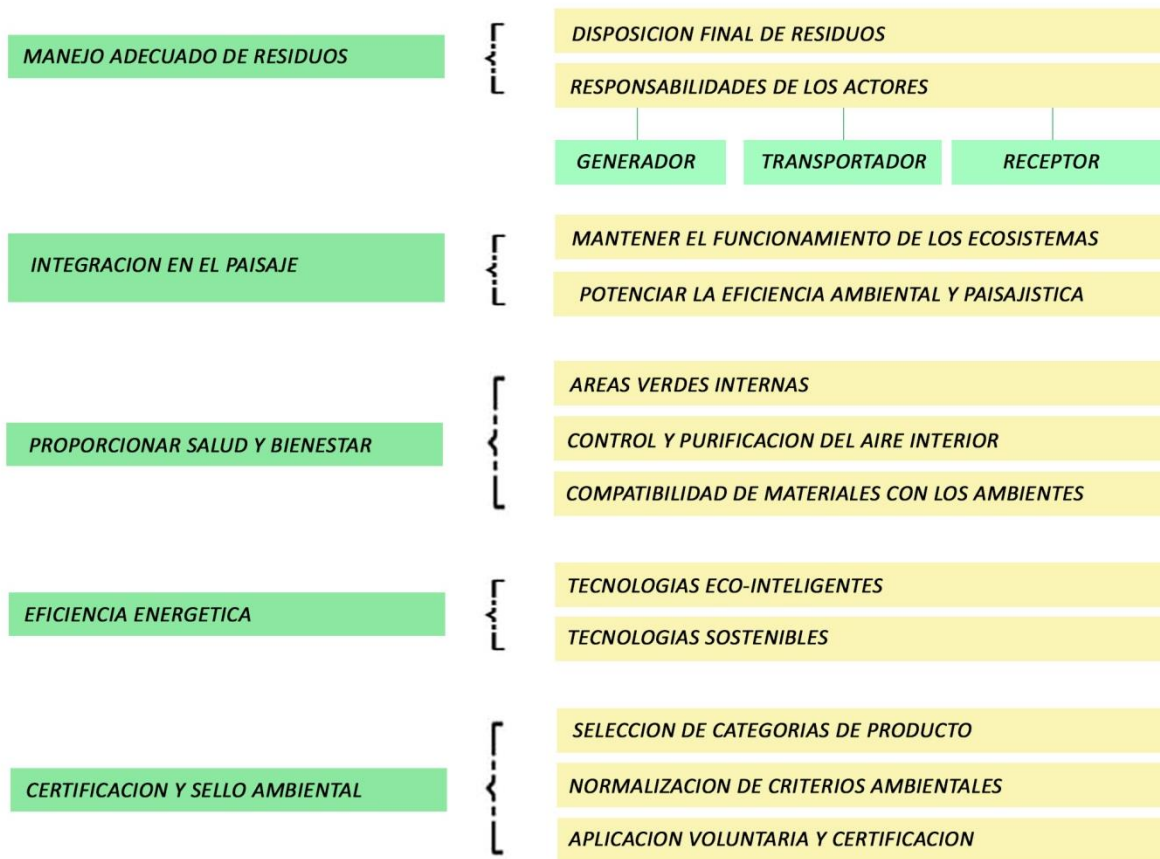 MANEJO ADECUADO DE RESIDUOS
DISPOSICION FINAL DE RESIDUOS
RESPONSABILIDADES DE LOS ACTORES
GENERADOR
TRANSPORTADOR
RECEPTOR
INTEGRACION EN EL PAISAJE
MANTENER EL FUNCIONAMIENTO DE LOS ECOSISTEMAS
POTENCIAR LA EFICIENCIA AMBIENTAL Y PAISAJISTICA
PROPORCIONAR SALUD Y BIENESTAR
AREAS VERDES INTERNAS
CONTROL Y PURIFICACION DEL AIRE INTERIOR
COMPATIBILIDAD DE MATERIALES CON LOS AMBIENTES
EFICIENCIA ENERGETICA
TECNOLOGIAS ECO-INTELIGENTES
TECNOLOGIAS SOSTENIBLES
CERTIFICACION Y SELLO AMBIENTAL
SELECCION DE CATEGORIAS DE PRODUCTO
NORMALIZACION DE CRITERIOS AMBIENTALES
APLICACION VOLUNTARIA Y CERTIFICACION